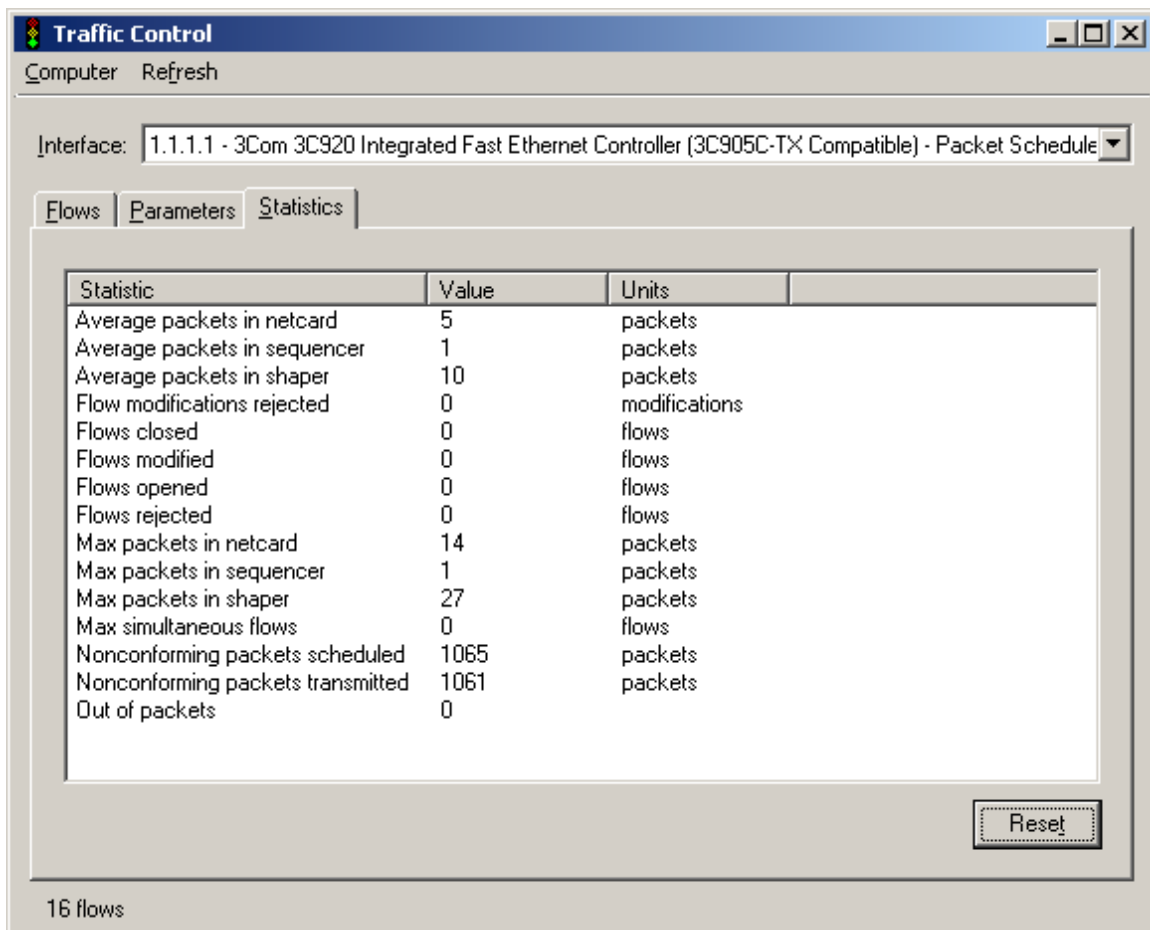 Traffic Control
Computer Refresh
Interface: 1.1.1.1 - 3Com 3C920 Integrated Fast Ethernet Controller (3C905C-TX Compatible) - Packet Schedule
Flows Parameters Statistics
Statistic Value Units
Average packets in netcard 5 packets
Average packets in sequencer 1 packets
Average packets in shaper 10 packets
Flow modifications rejected 0 modifications
Flows closed 0 flows
Flows modified 0 flows
Flows opened 0 flows
Flows rejected 0 flows
Max packets in netcard 14 packets
Max packets in sequencer 1 packets
Max packets in shaper 27 packets
Max simultaneous flows 0 flows
Nonconforming packets scheduled 1065 packets
Nonconforming packets transmitted 1061 packets
Out of packets 0
Reset
16 flows